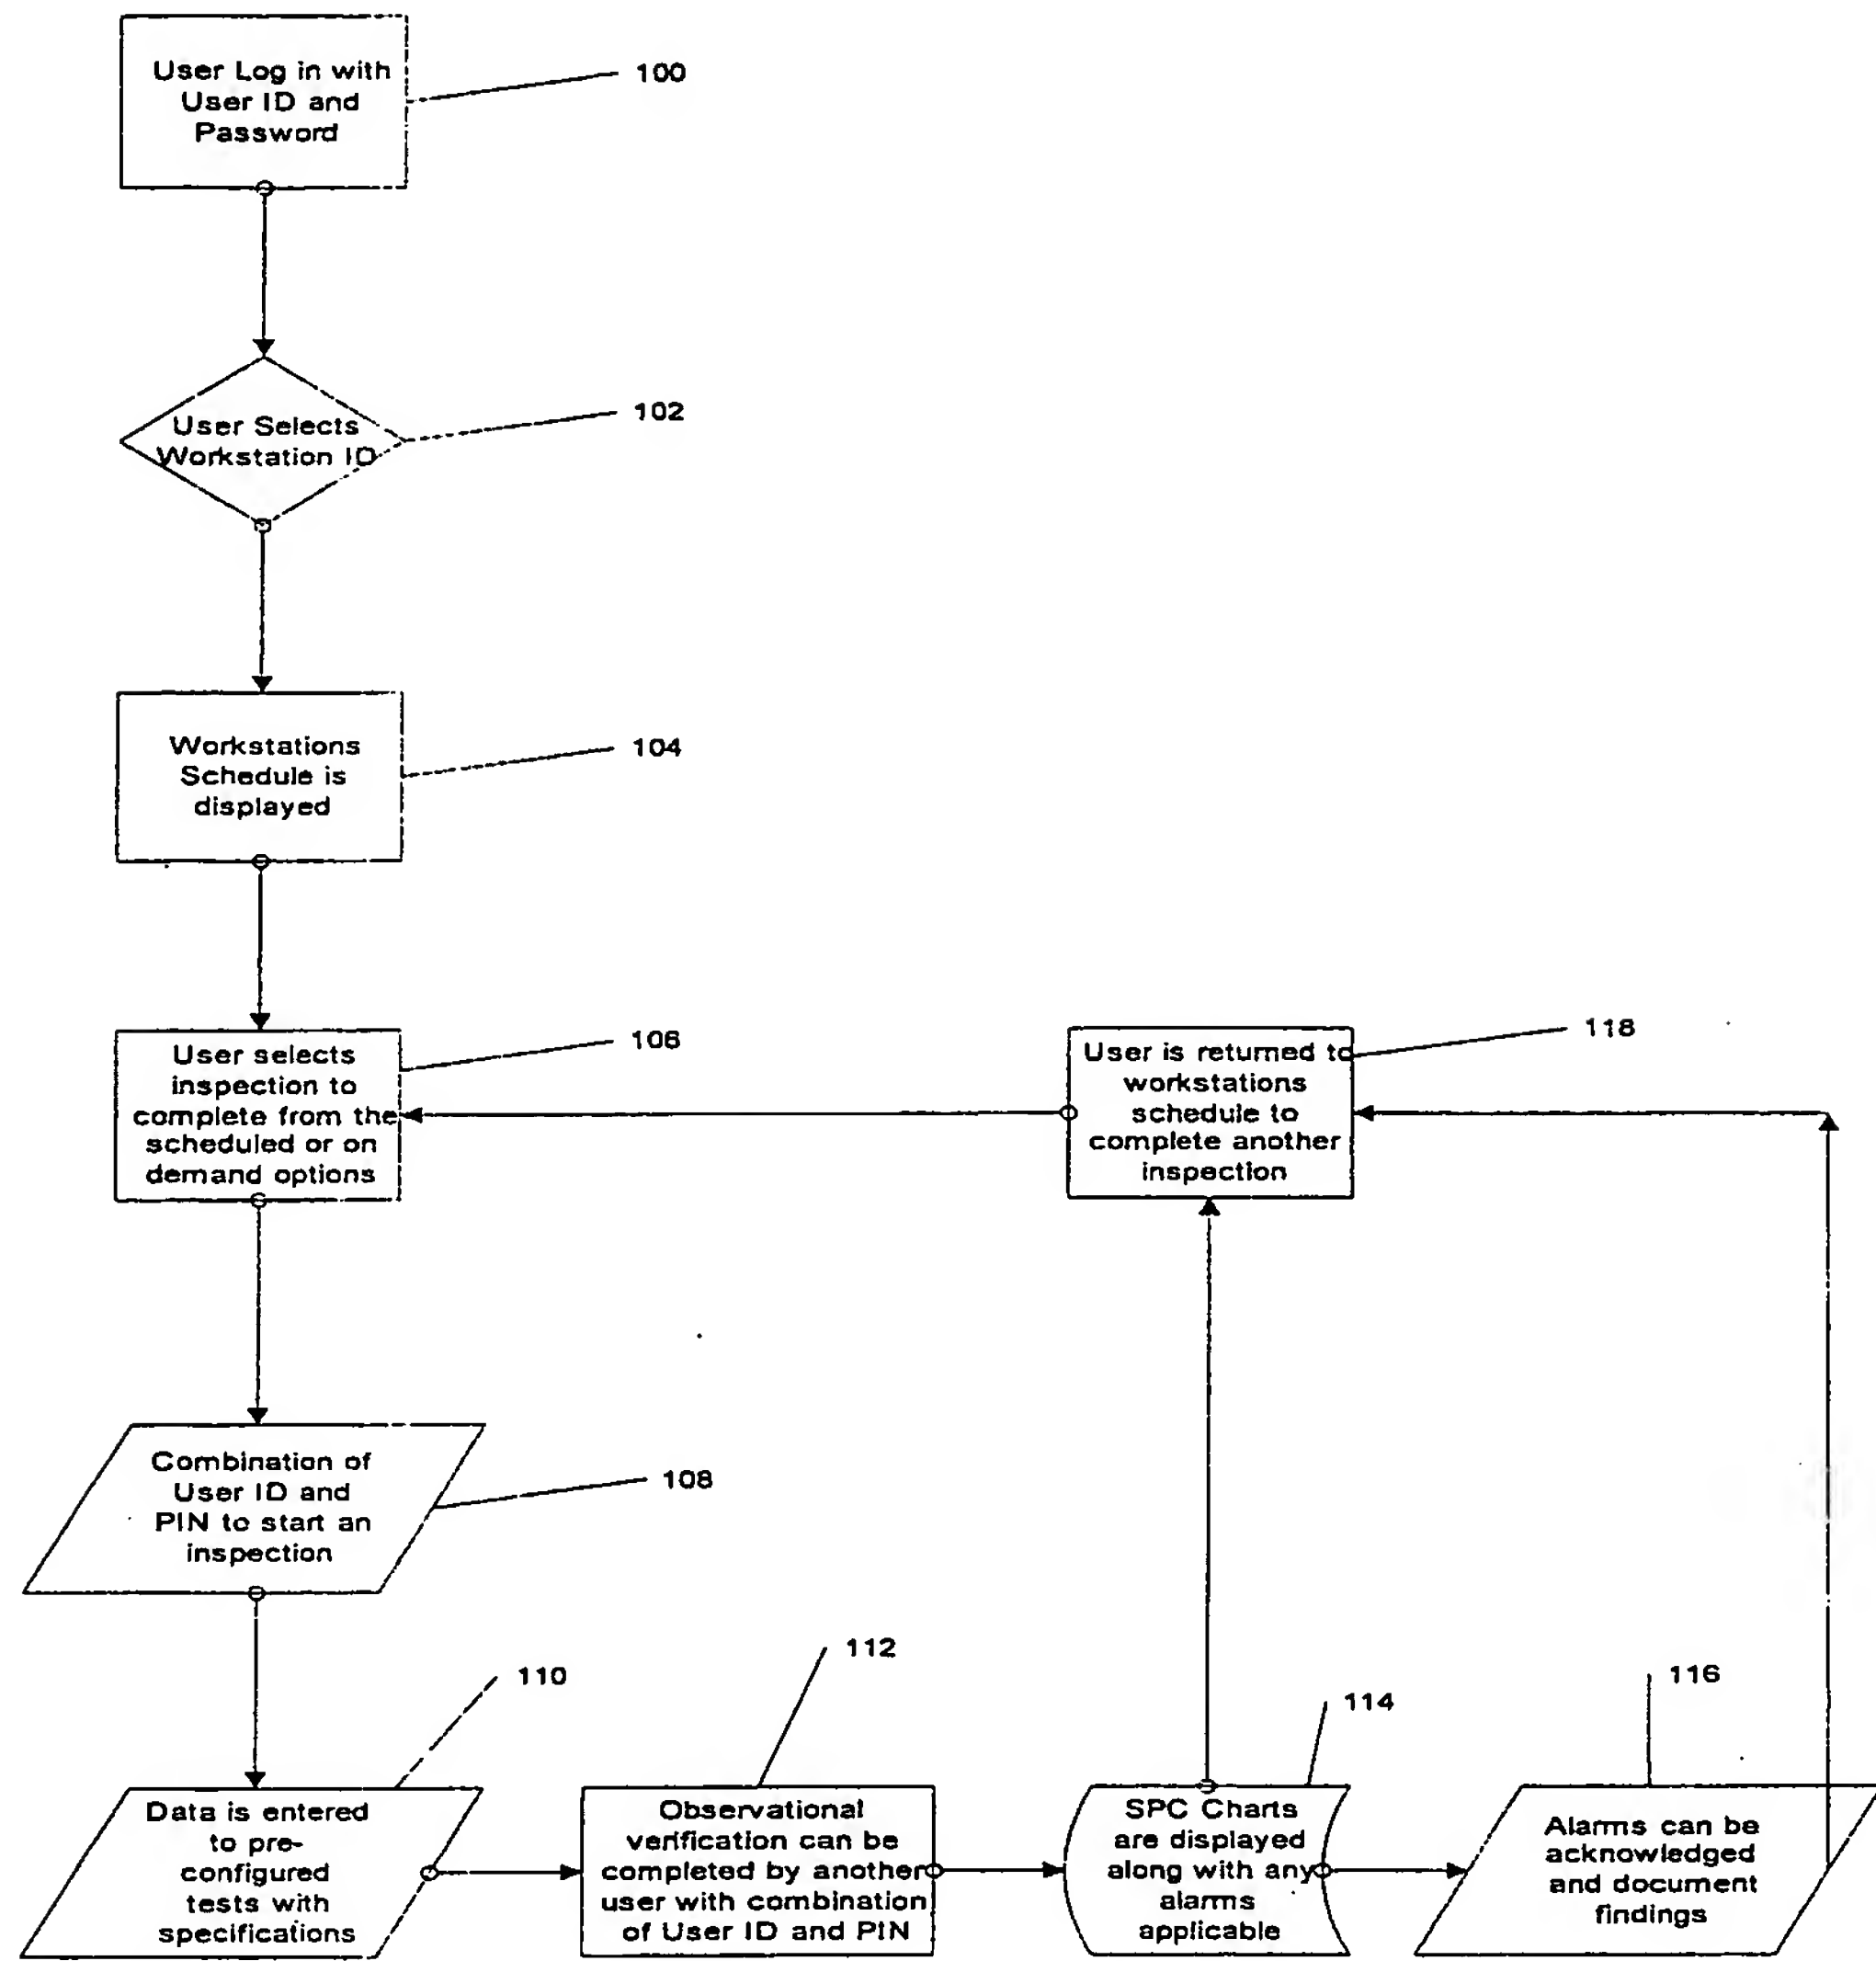 User Log in with
User ID and
Password
100
User Selects
Workstation ID
102
Workstations
Schedule is
displayed
104
User selects
inspection to
complete from the
scheduled or on
demand options
106
User is returned to
workstations
schedule to
complete another
inspection
118
Combination of
User ID and
PIN to start an
inspection
108
Data is entered
to pre-
configured
tests with
specifications
110
Observational
verification can be
completed by another
user with combination
of User ID and PIN
112
SPC Charts
are displayed
along with any
alarms
applicable
114
Alarms can be
acknowledged
and document
findings
116